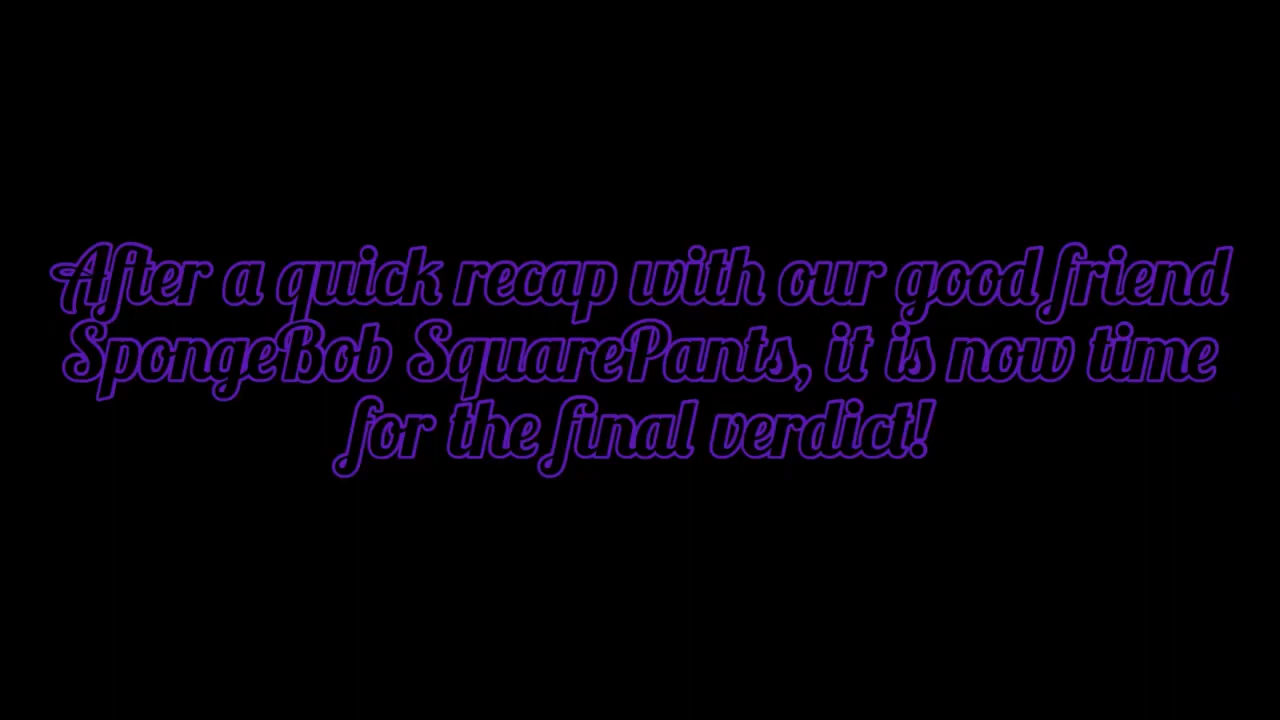 After a quick recap with our good friend
SpongeBob SquarePants, it is now time
for the final verdict!